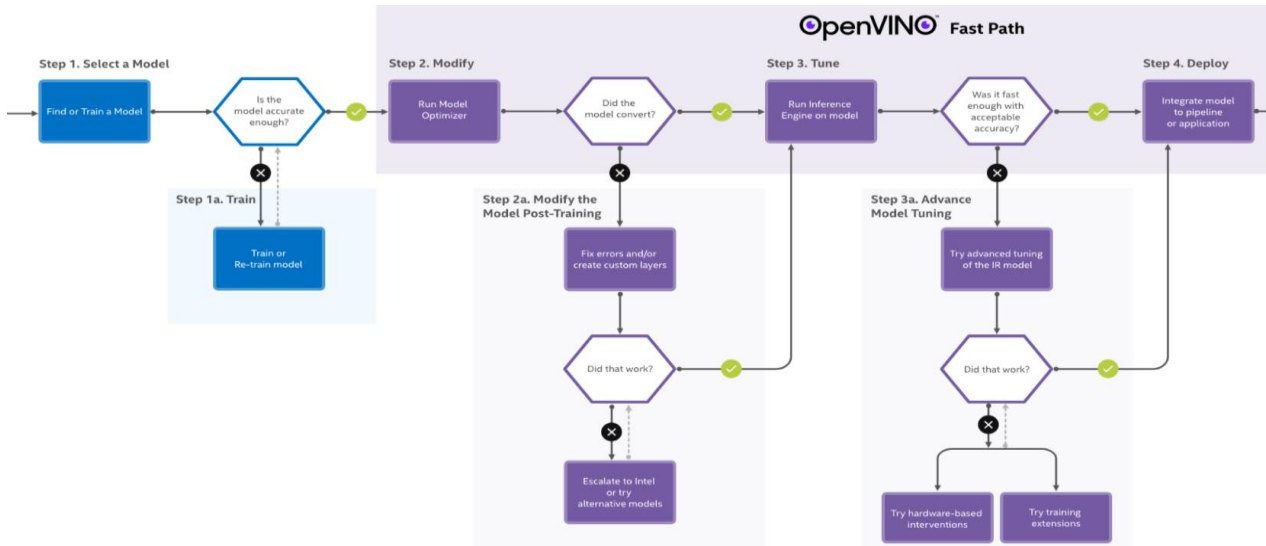 OpenVINO™ Fast Path
Step 1. Select a Model
Find or Train a Model
Is the
model accurate
enough?
Step 1a. Train
Train or
Re-train model
Step 2. Modify
Run Model
Optimizer
Did the
model convert?
Step 2a. Modify the
Model Post-Training
Fix errors and/or
create custom layers
Did that work?
Escalate to Intel
or try
alternative models
Step 3. Tune
Run Inference
Engine on model
Was it fast
enough with
acceptable
accuracy?
Step 3a. Advance
Model Tuning
Try advanced tuning
of the IR model
Did that work?
Try hardware-based
interventions
Try training
extensions
Step 4. Deploy
Integrate model
to pipeline
or application